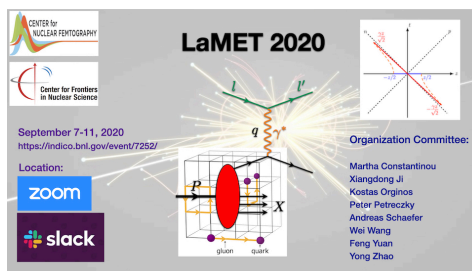 CENTER for
NUCLEAR FEMTOGRAPHY
Center for Frontiers
in Nuclear Science
LaMET 2020
September 7-11, 2020
https://indico.bnl.gov/event/7252/
Location:
zoom
slack
l
l'
q
γ*
P
X
gluon
quark
Organization Committee:
Martha Constantinou
Xiangdong Ji
Kostas Orginos
Peter Petreczky
Andreas Schaefer
Wei Wang
Feng Yuan
Yong Zhao